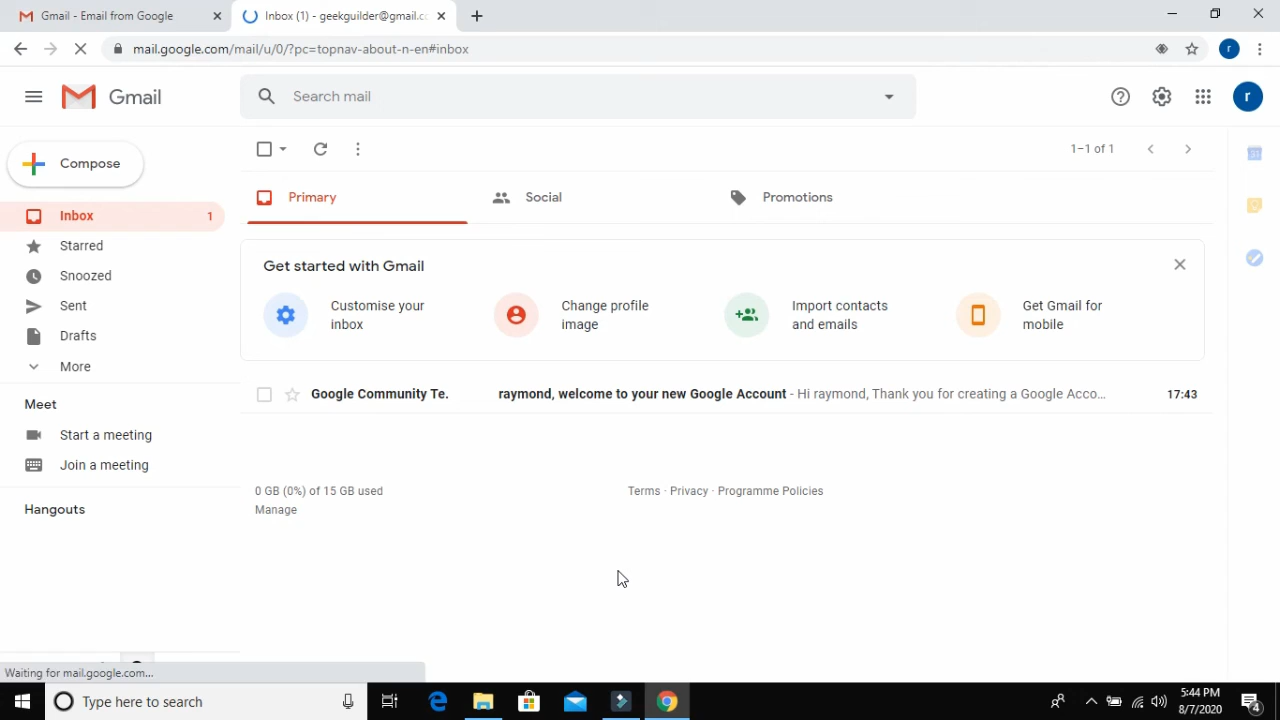 Gmail - Email from Google
Inbox (1) - geekguilder@gmail.cc
mail.google.com/mail/u/0/?pc=topnav-about-n-en#inbox
r
Gmail
Search mail
r
Compose
1–1 of 1
31
Primary
Social
Promotions
Inbox 1
Starred
Snoozed
Sent
Drafts
More
Get started with Gmail
Customise your
inbox
Change profile
image
Import contacts
and emails
Get Gmail for
mobile
Google Community Te. raymond, welcome to your new Google Account - Hi raymond, Thank you for creating a Google Acco... 17:43
Meet
Start a meeting
Join a meeting
Hangouts
0 GB (0%) of 15 GB used
Manage
Terms · Privacy · Programme Policies
Waiting for mail.google.com...
Type here to search
5:44 PM
8/7/2020
4